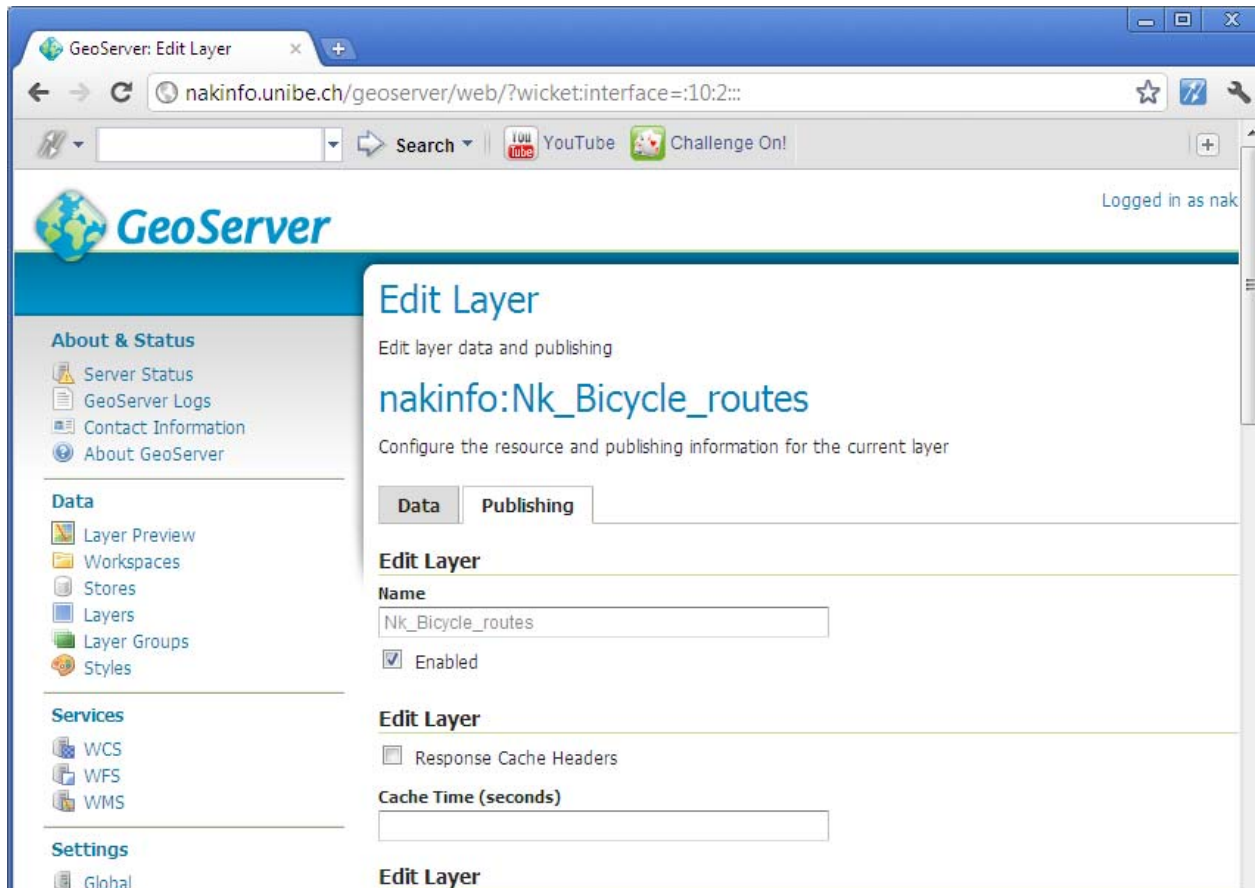 GeoServer: Edit Layer
nakinfo.unibe.ch/geoserver/web/?wicket:interface=:10:2:::
Search
You Tube
YouTube
Challenge On!
Logged in as nak
GeoServer
About & Status
Server Status
GeoServer Logs
Contact Information
About GeoServer
Data
Layer Preview
Workspaces
Stores
Layers
Layer Groups
Styles
Services
WCS
WFS
WMS
Settings
Global
Edit Layer
Edit layer data and publishing
nakinfo:Nk_Bicycle_routes
Configure the resource and publishing information for the current layer
Data
Publishing
Edit Layer
Name
Nk_Bicycle_routes
Enabled
Edit Layer
Response Cache Headers
Cache Time (seconds)
Edit Layer